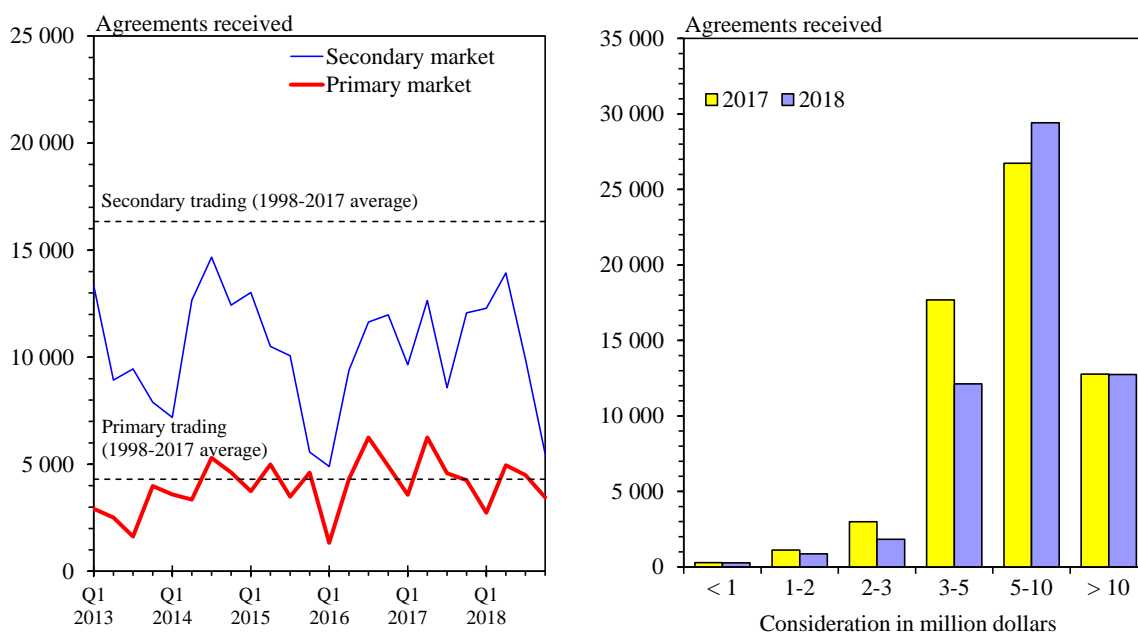 Agreements received
25 000
20 000
15 000
10 000
5 000
0
Secondary market
Primary market
Secondary trading (1998-2017 average)
Primary trading
(1998-2017 average)
Q1 Q1 Q1 Q1 Q1 Q1
2013 2014 2015 2016 2017 2018
Agreements received
35 000
30 000
25 000
20 000
15 000
10 000
5 000
0
2017 2018
< 1 1-2 2-3 3-5 5-10 > 10
Consideration in million dollars